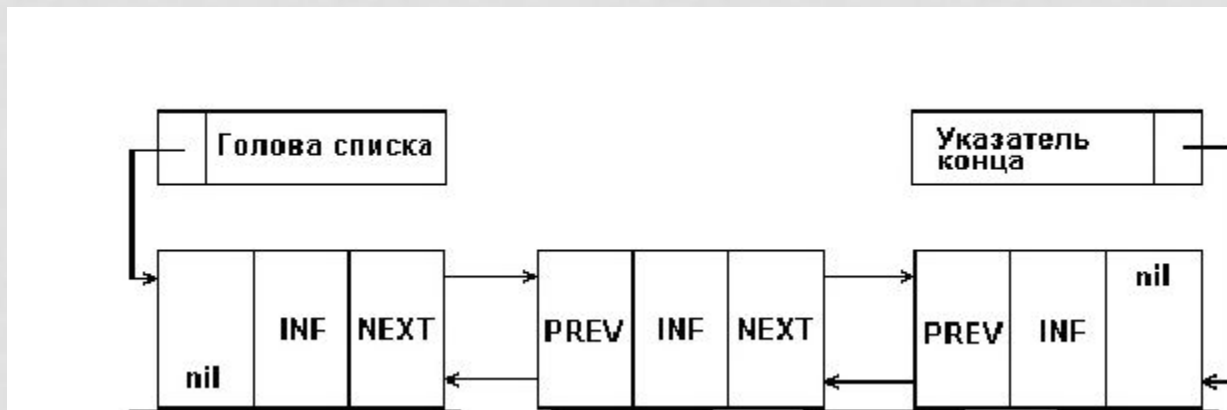 Голова списка
Указатель
конца
nil
INF NEXT PREV INF NEXT PREV INF
nil